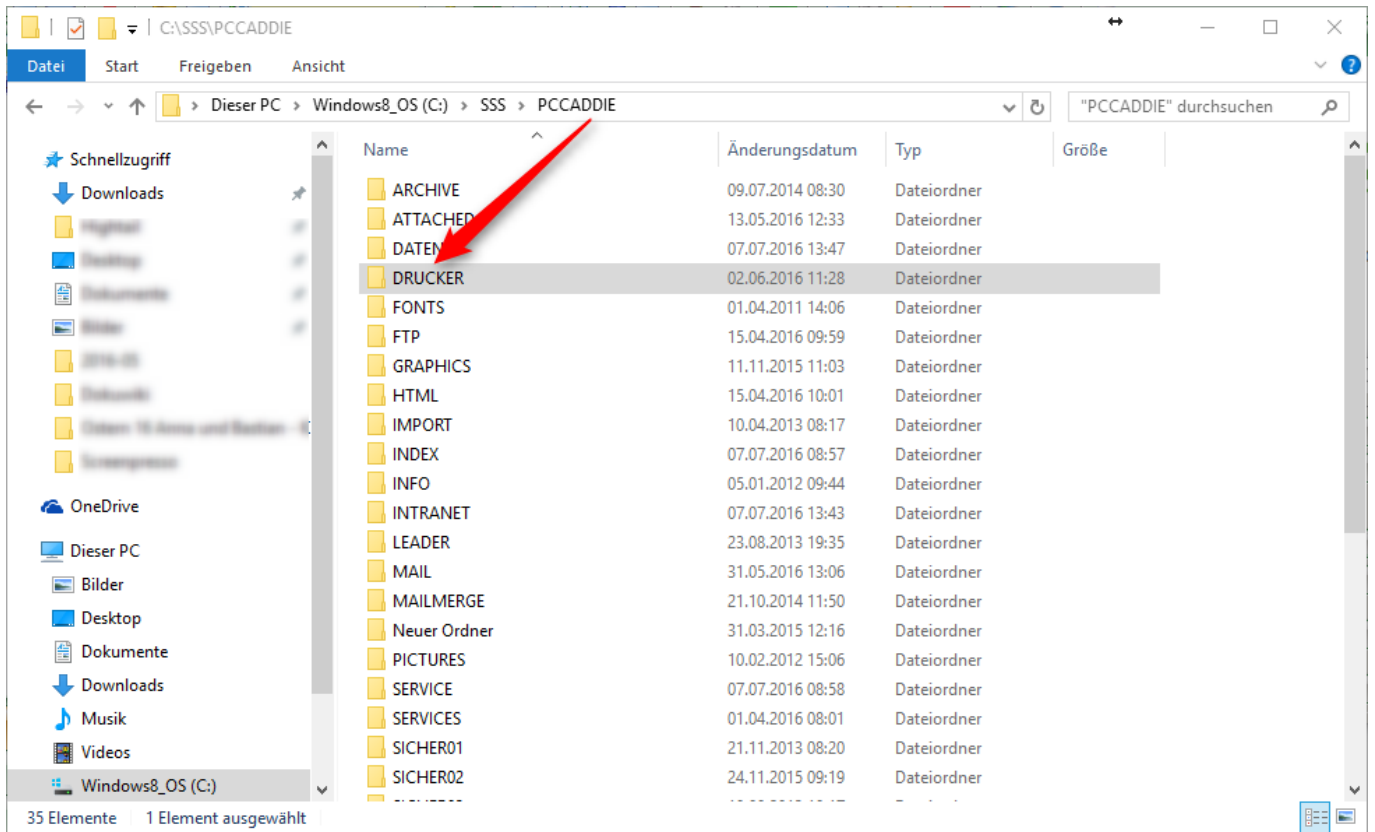 C:\SSS\PCCADDIE
Datei Start Freigeben Ansicht
Dieser PC Windows8_OS (C:) SSS PCCADDIE "PCCADDIE" durchsuchen
Schnellzugriff
Downloads
OneDrive
Dieser PC
Bilder
Desktop
Dokumente
Downloads
Musik
Videos
Windows8_OS (C:)
Name Änderungsdatum Typ Größe
ARCHIVE 09.07.2014 08:30 Dateiordner
ATTACHED 13.05.2016 12:33 Dateiordner
DATEN 07.07.2016 13:47 Dateiordner
DRUCKER 02.06.2016 11:28 Dateiordner
FONTS 01.04.2011 14:06 Dateiordner
FTP 15.04.2016 09:59 Dateiordner
GRAPHICS 11.11.2015 11:03 Dateiordner
HTML 15.04.2016 10:01 Dateiordner
IMPORT 10.04.2013 08:17 Dateiordner
INDEX 07.07.2016 08:57 Dateiordner
INFO 05.01.2012 09:44 Dateiordner
INTRANET 07.07.2016 13:43 Dateiordner
LEADER 23.08.2013 19:35 Dateiordner
MAIL 31.05.2016 13:06 Dateiordner
MAILMERGE 21.10.2014 11:50 Dateiordner
Neuer Ordner 31.03.2015 12:16 Dateiordner
PICTURES 10.02.2012 15:06 Dateiordner
SERVICE 07.07.2016 08:58 Dateiordner
SERVICES 01.04.2016 08:01 Dateiordner
SICHER01 21.11.2013 08:20 Dateiordner
SICHER02 24.11.2015 09:19 Dateiordner
35 Elemente 1 Element ausgewählt